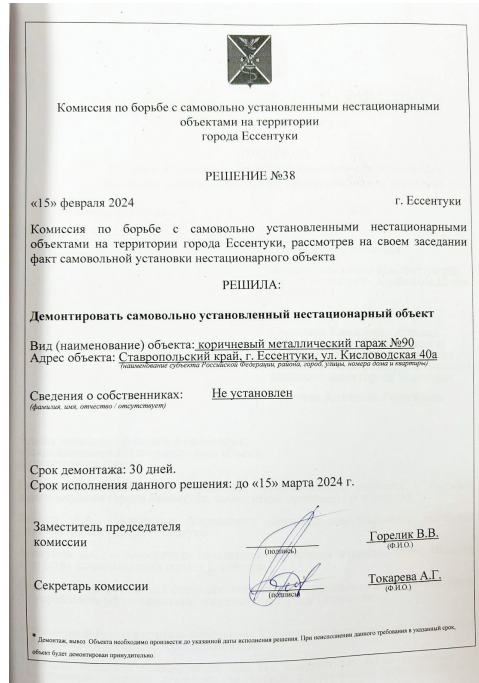 Комиссия по борьбе с самовольно установленными нестационарными
объектами на территории
города Ессентуки
РЕШЕНИЕ №38
«15» февраля 2024
г. Ессентуки
Комиссия по борьбе с самовольно установленными нестационарными
объектами на территории города Ессентуки, рассмотрев на своем заседании
факт самовольной установки нестационарного объекта
РЕШИЛА:
Демонтировать самовольно установленный нестационарный объект
Вид (наименование) объекта: коричневый металлический гараж №90
Адрес объекта: Ставропольский край, г. Ессентуки, ул. Кисловодская 40а
(наименование субъекта Российской Федерации, района, город, улицы, номера дома и квартиры)
Сведения о собственниках: Не установлен
(фамилия, имя, отчество / отсутствует)
Срок демонтажа: 30 дней.
Срок исполнения данного решения: до «15» марта 2024 г.
Заместитель председателя
комиссии
(подпись)
Горелик В.В.
(Ф.И.О.)
Секретарь комиссии
(подпись)
Токарева А.Г.
(Ф.И.О.)
* Демонтаж, вывоз Объекта необходимо произвести до указанной даты исполнения решения. При неисполнении данного требования в указанный срок,
объект будет демонтирован принудительно.